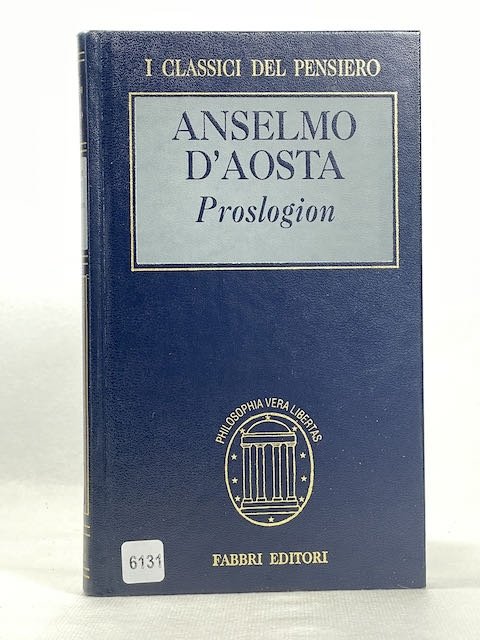 I CLASSICI DEL PENSIERO
ANSELMO
D'AOSTA
Proslogion
PHILOSOPHIA VERA LIBERTAS
FABBRI EDITORI
6131